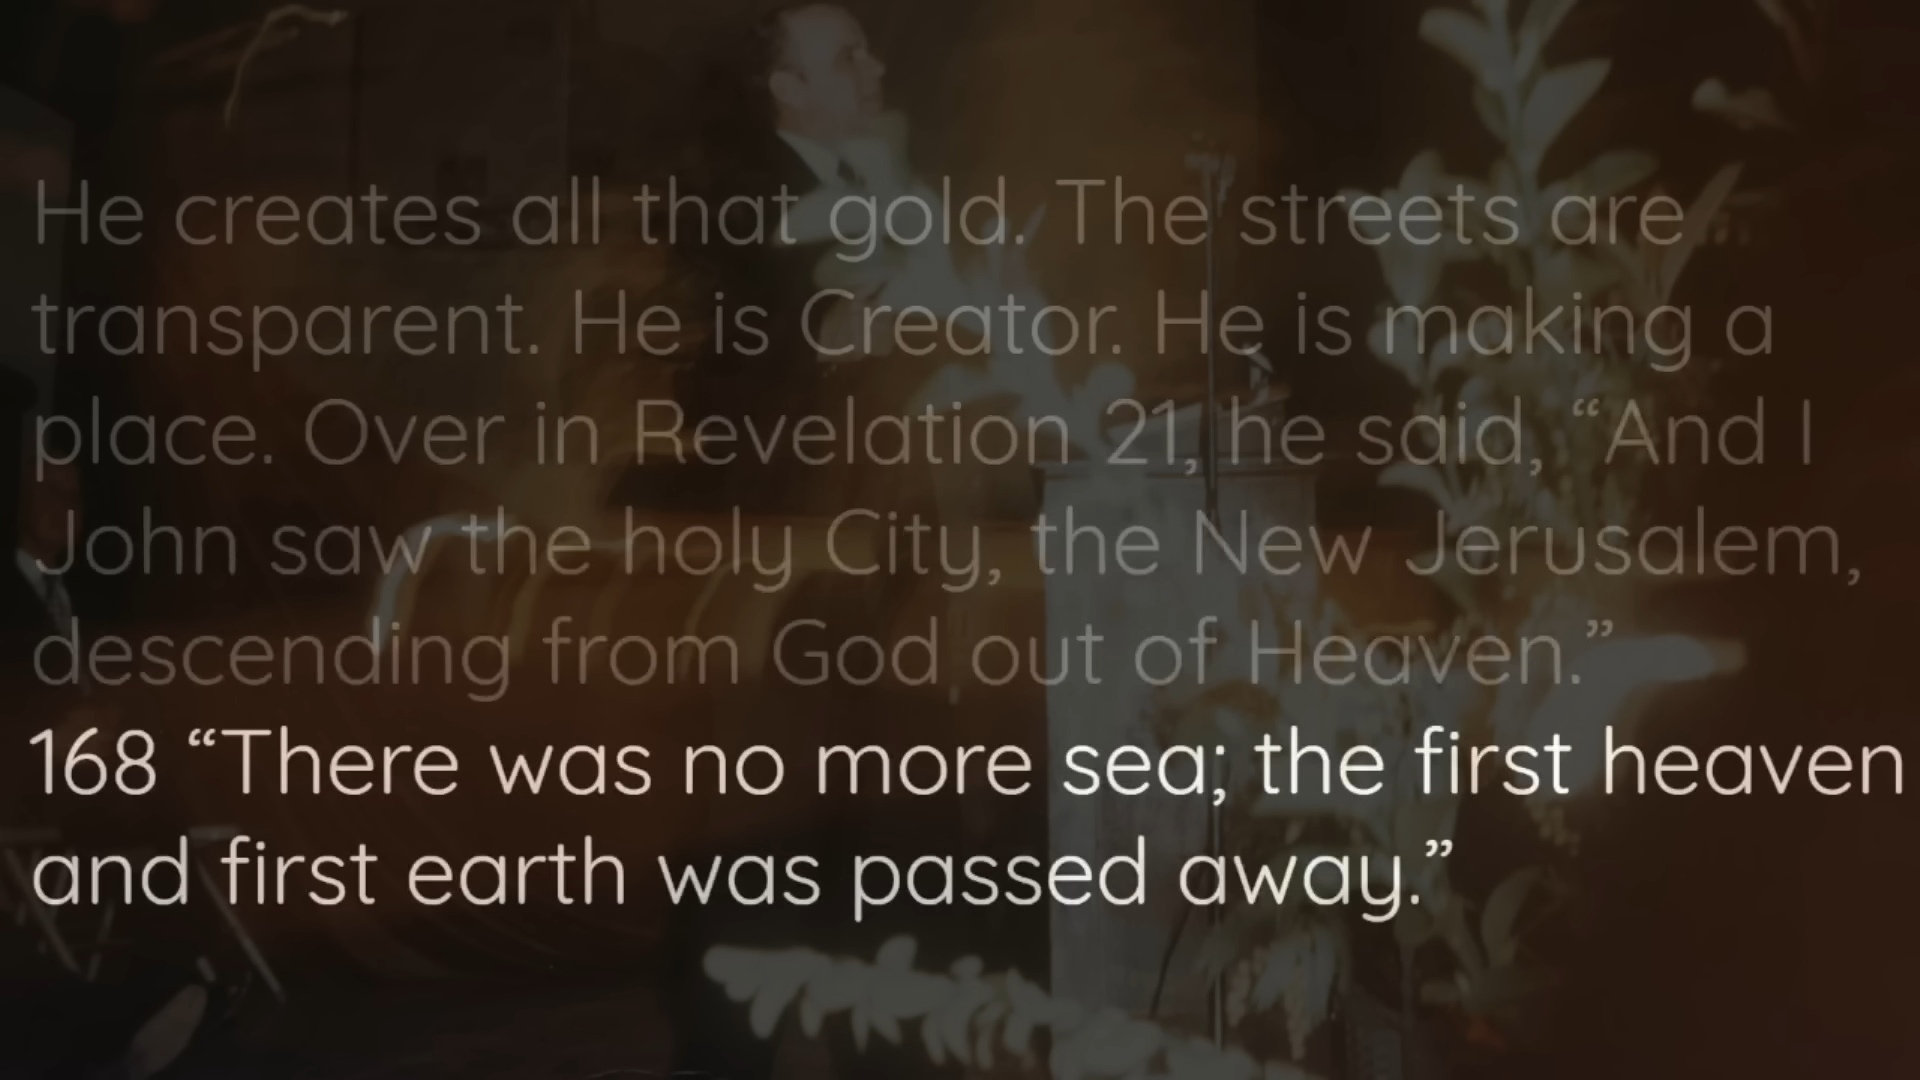 He creates all that gold. The streets are
transparent. He is Creator. He is making a
place. Over in Revelation 21, he said, “And I
John saw the holy City, the New Jerusalem,
descending from God out of Heaven.”
168 “There was no more sea; the first heaven
and first earth was passed away.”